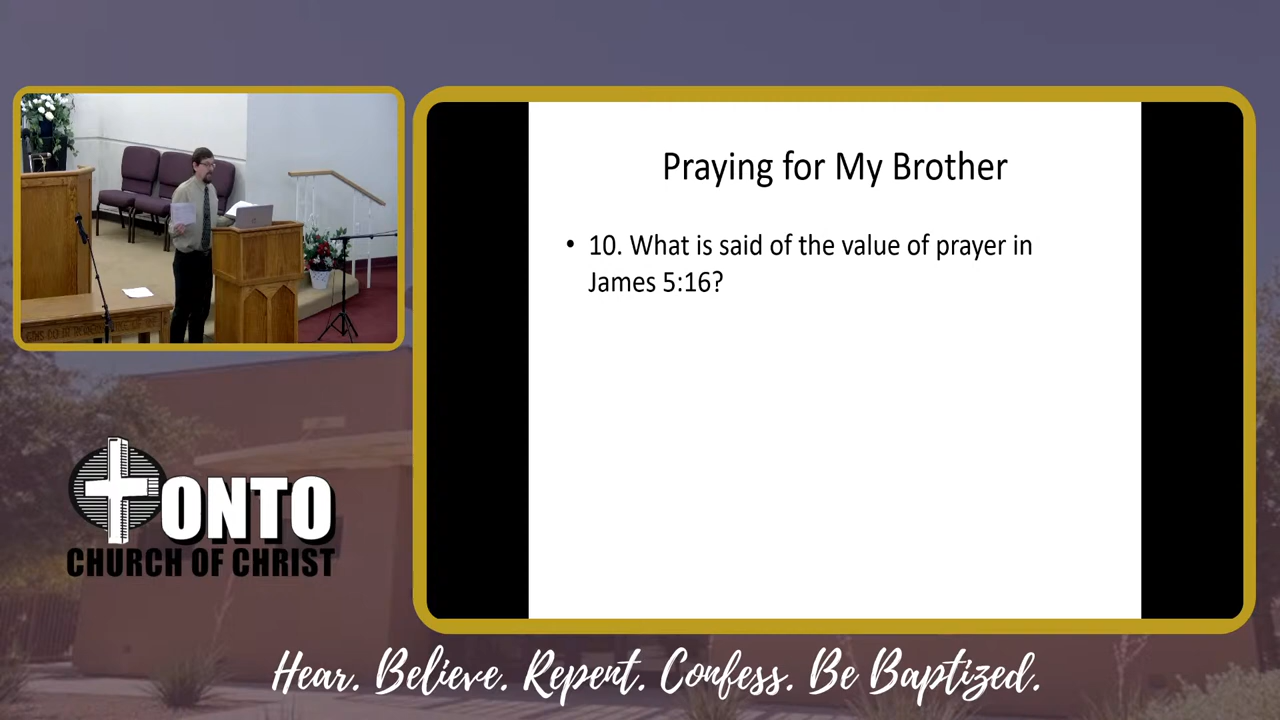 Praying for My Brother
• 10. What is said of the value of prayer in
James 5:16?
TONTO
CHURCH OF CHRIST
Hear. Believe. Repent. Confess. Be Baptized.